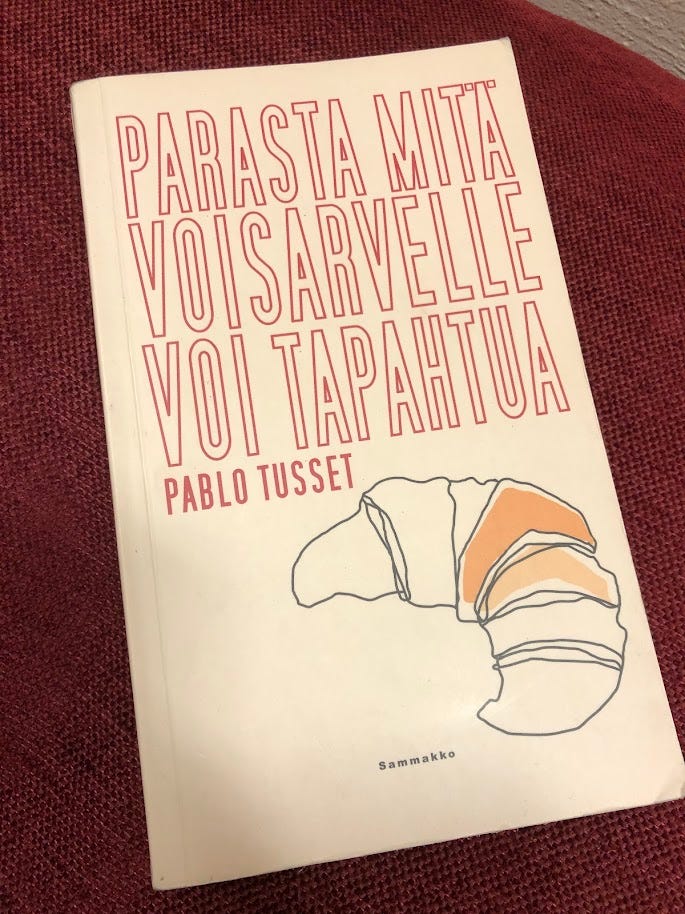 PARASTA MITÄ
VOISARVELLE
VOI TAPAHTUA
PABLO TUSSET
Sammakko